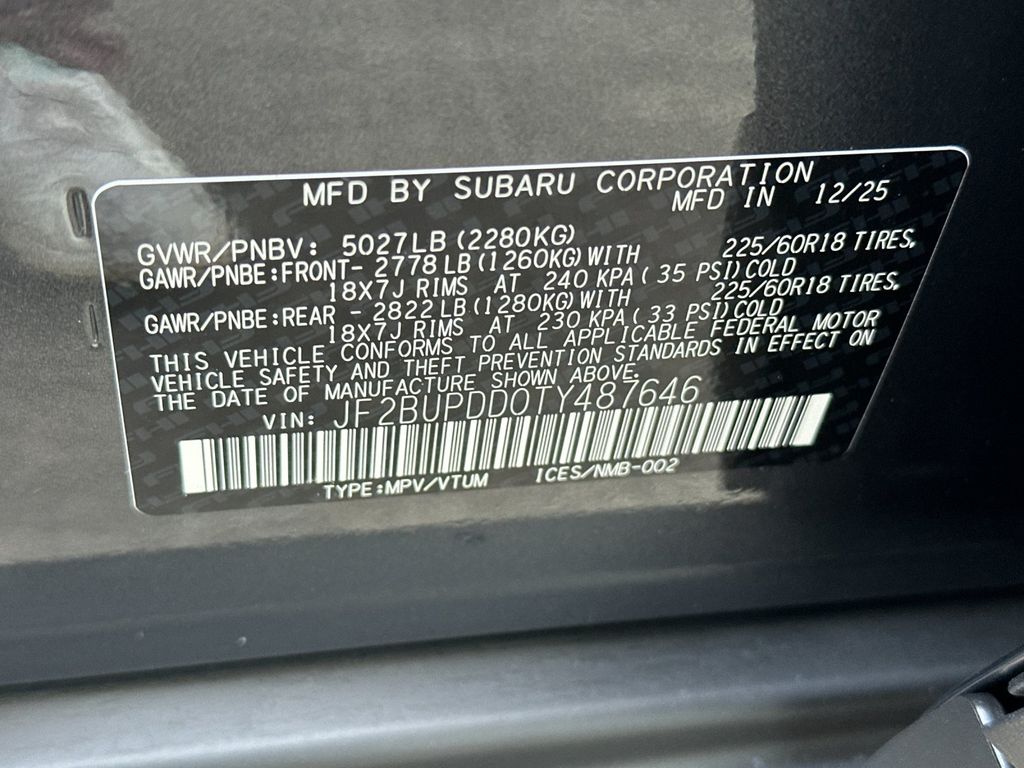 MFD BY SUBARU CORPORATION
MFD IN 12/25
GVWR/PNBV: 5027LB (2280KG)
GAWR/PNBE:FRONT- 2778 LB (1260KG) WITH 225/60R18 TIRES,
18X7J RIMS AT 240 KPA ( 35 PSI) COLD
GAWR/PNBE:REAR - 2822 LB (1280KG) WITH 225/60R18 TIRES,
18X7J RIMS AT 230 KPA ( 33 PSI) COLD
THIS VEHICLE CONFORMS TO ALL APPLICABLE FEDERAL MOTOR
VEHICLE SAFETY AND THEFT PREVENTION STANDARDS IN EFFECT ON
THE DATE OF MANUFACTURE SHOWN ABOVE.
VIN: JF2BUPDD0TY487646
TYPE:MPV/VTUM ICES/NMB-002